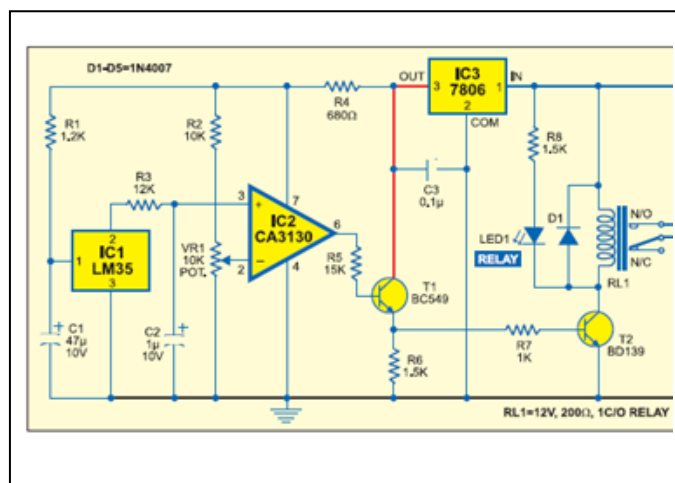 D1-D5=1N4007
OUT
3
IC3
7806
1
IN
2
COM
R4
680Ω
R1
1.2K
R2
10K
R8
1.5K
R3
12K
C3
0.1µ
3
+
7
IC2
CA3130
6
2
–
4
2
1
IC1
LM35
3
VR1
10K
POT.
R5
15K
LED1
RELAY
D1
N/O
N/C
RL1
T1
BC549
C1
47µ
10V
+
C2
1µ
10V
+
R6
1.5K
R7
1K
T2
BD139
RL1=12V, 200Ω, 1C/O RELAY